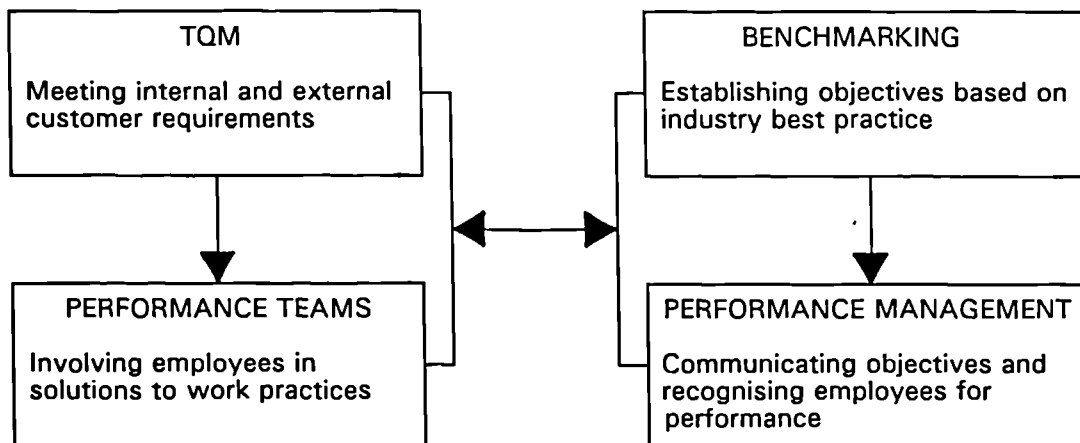 TQM
Meeting internal and external
customer requirements
BENCHMARKING
Establishing objectives based on
industry best practice
PERFORMANCE TEAMS
Involving employees in
solutions to work practices
PERFORMANCE MANAGEMENT
Communicating objectives and
recognising employees for
performance